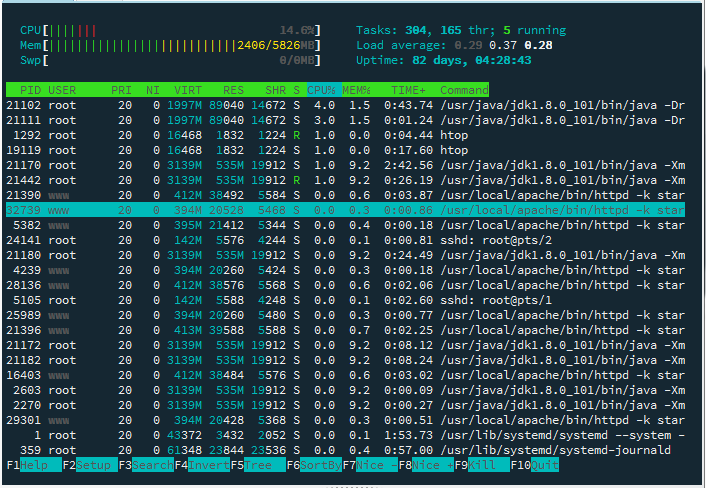 CPU[||||||| 14.6%] Tasks: 304, 165 thr; 5 running
Mem[||||||||||||||||||||||||||||2406/5826MB] Load average: 0.29 0.37 0.28
Swp[ 0/0MB] Uptime: 82 days, 04:28:43
PID USER PRI NI VIRT RES SHR S CPU% MEM% TIME+ Command
21102 root 20 0 1997M 89040 14672 S 4.0 1.5 0:43.74 /usr/java/jdk1.8.0_101/bin/java -Dr
21111 root 20 0 1997M 89040 14672 S 3.0 1.5 0:01.24 /usr/java/jdk1.8.0_101/bin/java -Dr
1292 root 20 0 16468 1832 1224 R 1.0 0.0 0:04.44 htop
19119 root 20 0 16468 1832 1224 S 1.0 0.0 0:17.60 htop
21170 root 20 0 3139M 535M 19912 S 1.0 9.2 2:42.56 /usr/java/jdk1.8.0_101/bin/java -Xm
21442 root 20 0 3139M 535M 19912 R 1.0 9.2 0:26.19 /usr/java/jdk1.8.0_101/bin/java -Xm
21390 www 20 0 412M 38492 5584 S 0.0 0.6 0:03.87 /usr/local/apache/bin/httpd -k star
32739 www 20 0 394M 20528 5468 S 0.0 0.3 0:00.86 /usr/local/apache/bin/httpd -k star
5382 www 20 0 395M 21412 5344 S 0.0 0.4 0:00.18 /usr/local/apache/bin/httpd -k star
24141 root 20 0 142M 5576 4244 S 0.0 0.1 0:00.81 sshd: root@pts/2
21180 root 20 0 3139M 535M 19912 S 0.0 9.2 0:24.49 /usr/java/jdk1.8.0_101/bin/java -Xm
4239 www 20 0 394M 20260 5424 S 0.0 0.3 0:00.18 /usr/local/apache/bin/httpd -k star
28136 www 20 0 412M 38576 5568 S 0.0 0.6 0:02.06 /usr/local/apache/bin/httpd -k star
5105 root 20 0 142M 5588 4248 S 0.0 0.1 0:02.60 sshd: root@pts/1
25989 www 20 0 394M 20260 5480 S 0.0 0.3 0:00.77 /usr/local/apache/bin/httpd -k star
21396 www 20 0 413M 39588 5588 S 0.0 0.7 0:02.25 /usr/local/apache/bin/httpd -k star
21172 root 20 0 3139M 535M 19912 S 0.0 9.2 0:08.12 /usr/java/jdk1.8.0_101/bin/java -Xm
21182 root 20 0 3139M 535M 19912 S 0.0 9.2 0:08.24 /usr/java/jdk1.8.0_101/bin/java -Xm
16403 www 20 0 412M 38484 5576 S 0.0 0.6 0:03.02 /usr/local/apache/bin/httpd -k star
2603 root 20 0 3139M 535M 19912 S 0.0 9.2 0:00.09 /usr/java/jdk1.8.0_101/bin/java -Xm
2270 root 20 0 3139M 535M 19912 S 0.0 9.2 0:00.27 /usr/java/jdk1.8.0_101/bin/java -Xm
29301 www 20 0 394M 20428 5368 S 0.0 0.3 0:00.51 /usr/local/apache/bin/httpd -k star
1 root 20 0 43372 3432 2052 S 0.0 0.1 1:53.73 /usr/lib/systemd/systemd --system -
359 root 20 0 61348 23844 23536 S 0.0 0.4 0:57.00 /usr/lib/systemd/systemd-journald
F1Help F2Setup F3SearchF4InvertF5Tree F6SortByF7Nice -F8Nice +F9Kill F10Quit